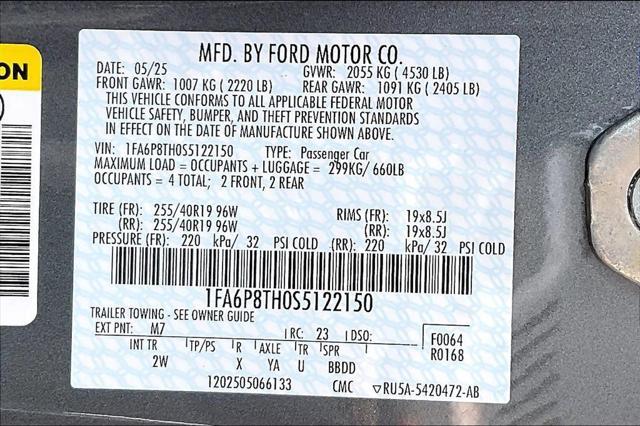 ON
MFD. BY FORD MOTOR CO.
DATE: 05/25 GVWR: 2055 KG ( 4530 LB)
FRONT GAWR: 1007 KG ( 2220 LB) REAR GAWR: 1091 KG ( 2405 LB)
THIS VEHICLE CONFORMS TO ALL APPLICABLE FEDERAL MOTOR
VEHICLE SAFETY, BUMPER, AND THEFT PREVENTION STANDARDS
IN EFFECT ON THE DATE OF MANUFACTURE SHOWN ABOVE.
VIN: 1FA6P8TH0S5122150 TYPE: Passenger Car
MAXIMUM LOAD = OCCUPANTS + LUGGAGE = 299KG/ 660LB
OCCUPANTS = 4 TOTAL; 2 FRONT, 2 REAR
TIRE (FR): 255/40R19 96W RIMS (FR): 19x8.5J
(RR): 255/40R19 96W (RR): 19x8.5J
PRESSURE (FR): 220 kPa/ 32 PSI COLD (RR): 220 kPa/ 32 PSI COLD
1FA6P8TH0S5122150
TRAILER TOWING - SEE OWNER GUIDE
EXT PNT: M7 RC: 23 DSO: F0064
INT TR TP/PS R AXLE TR SPR R0168
2W X YA U BBDD
1202505066133 CMC RU5A-5420472-AB